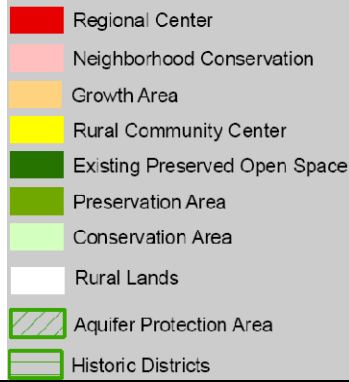 Regional Center
Neighborhood Conservation
Growth Area
Rural Community Center
Existing Preserved Open Space
Preservation Area
Conservation Area
Rural Lands
Aquifer Protection Area
Historic Districts